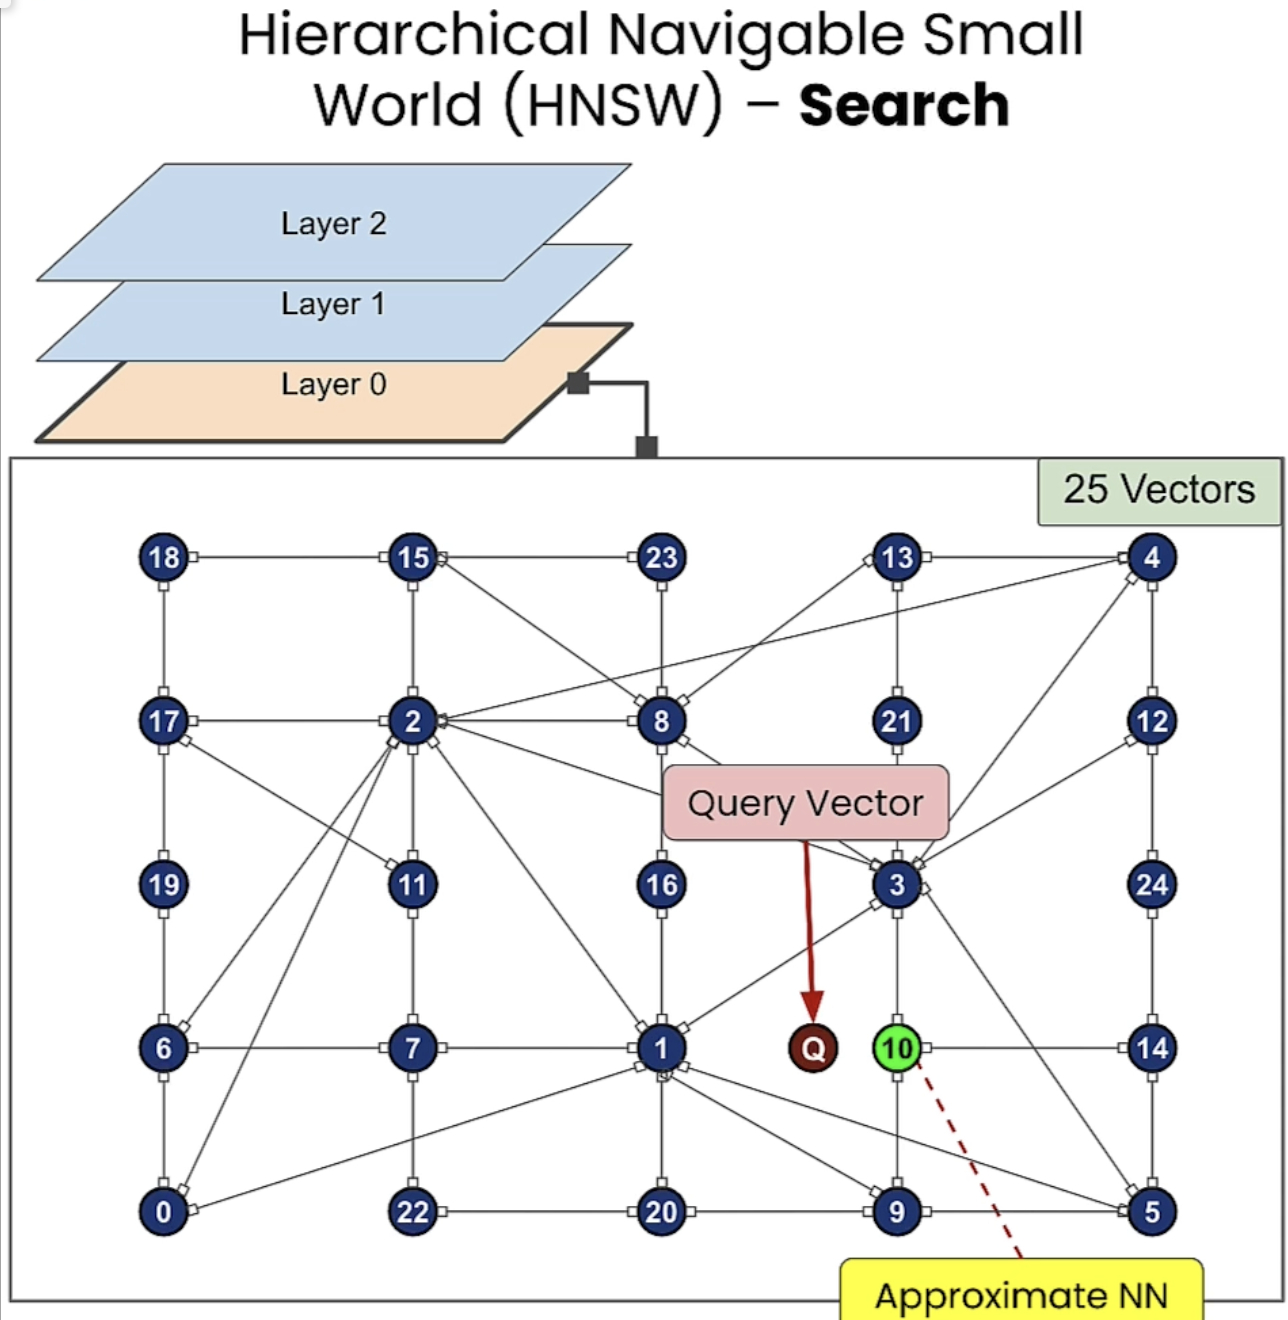 Hierarchical Navigable Small
World (HNSW) – Search
Layer 2
Layer 1
Layer 0
25 Vectors
18 15 23 13 4
17 2 8 21 12
Query Vector
19 11 16 3 24
6 7 1 Q 10 14
0 22 20 9 5
Approximate NN